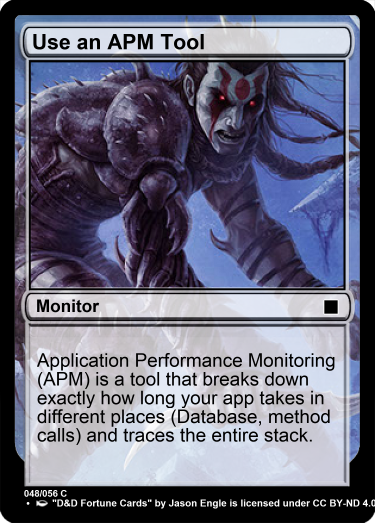 Use an APM Tool
Monitor
Application Performance Monitoring
(APM) is a tool that breaks down
exactly how long your app takes in
different places (Database, method
calls) and traces the entire stack.
048/056 C
• "D&D Fortune Cards" by Jason Engle is licensed under CC BY-ND 4.0